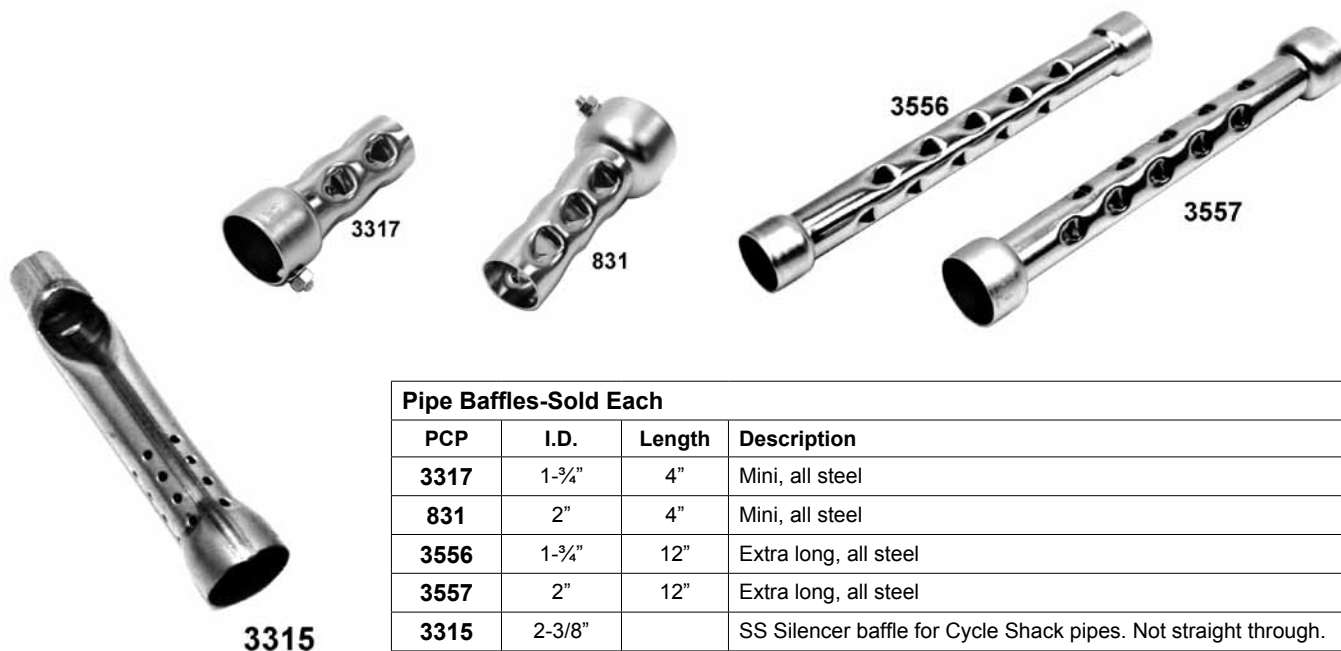 3556
3557
3317
831
3315
Pipe Baffles-Sold Each
PCP I.D. Length Description
3317 1-¾” 4” Mini, all steel
831 2” 4” Mini, all steel
3556 1-¾” 12” Extra long, all steel
3557 2” 12” Extra long, all steel
3315 2-3/8” SS Silencer baffle for Cycle Shack pipes. Not straight through.